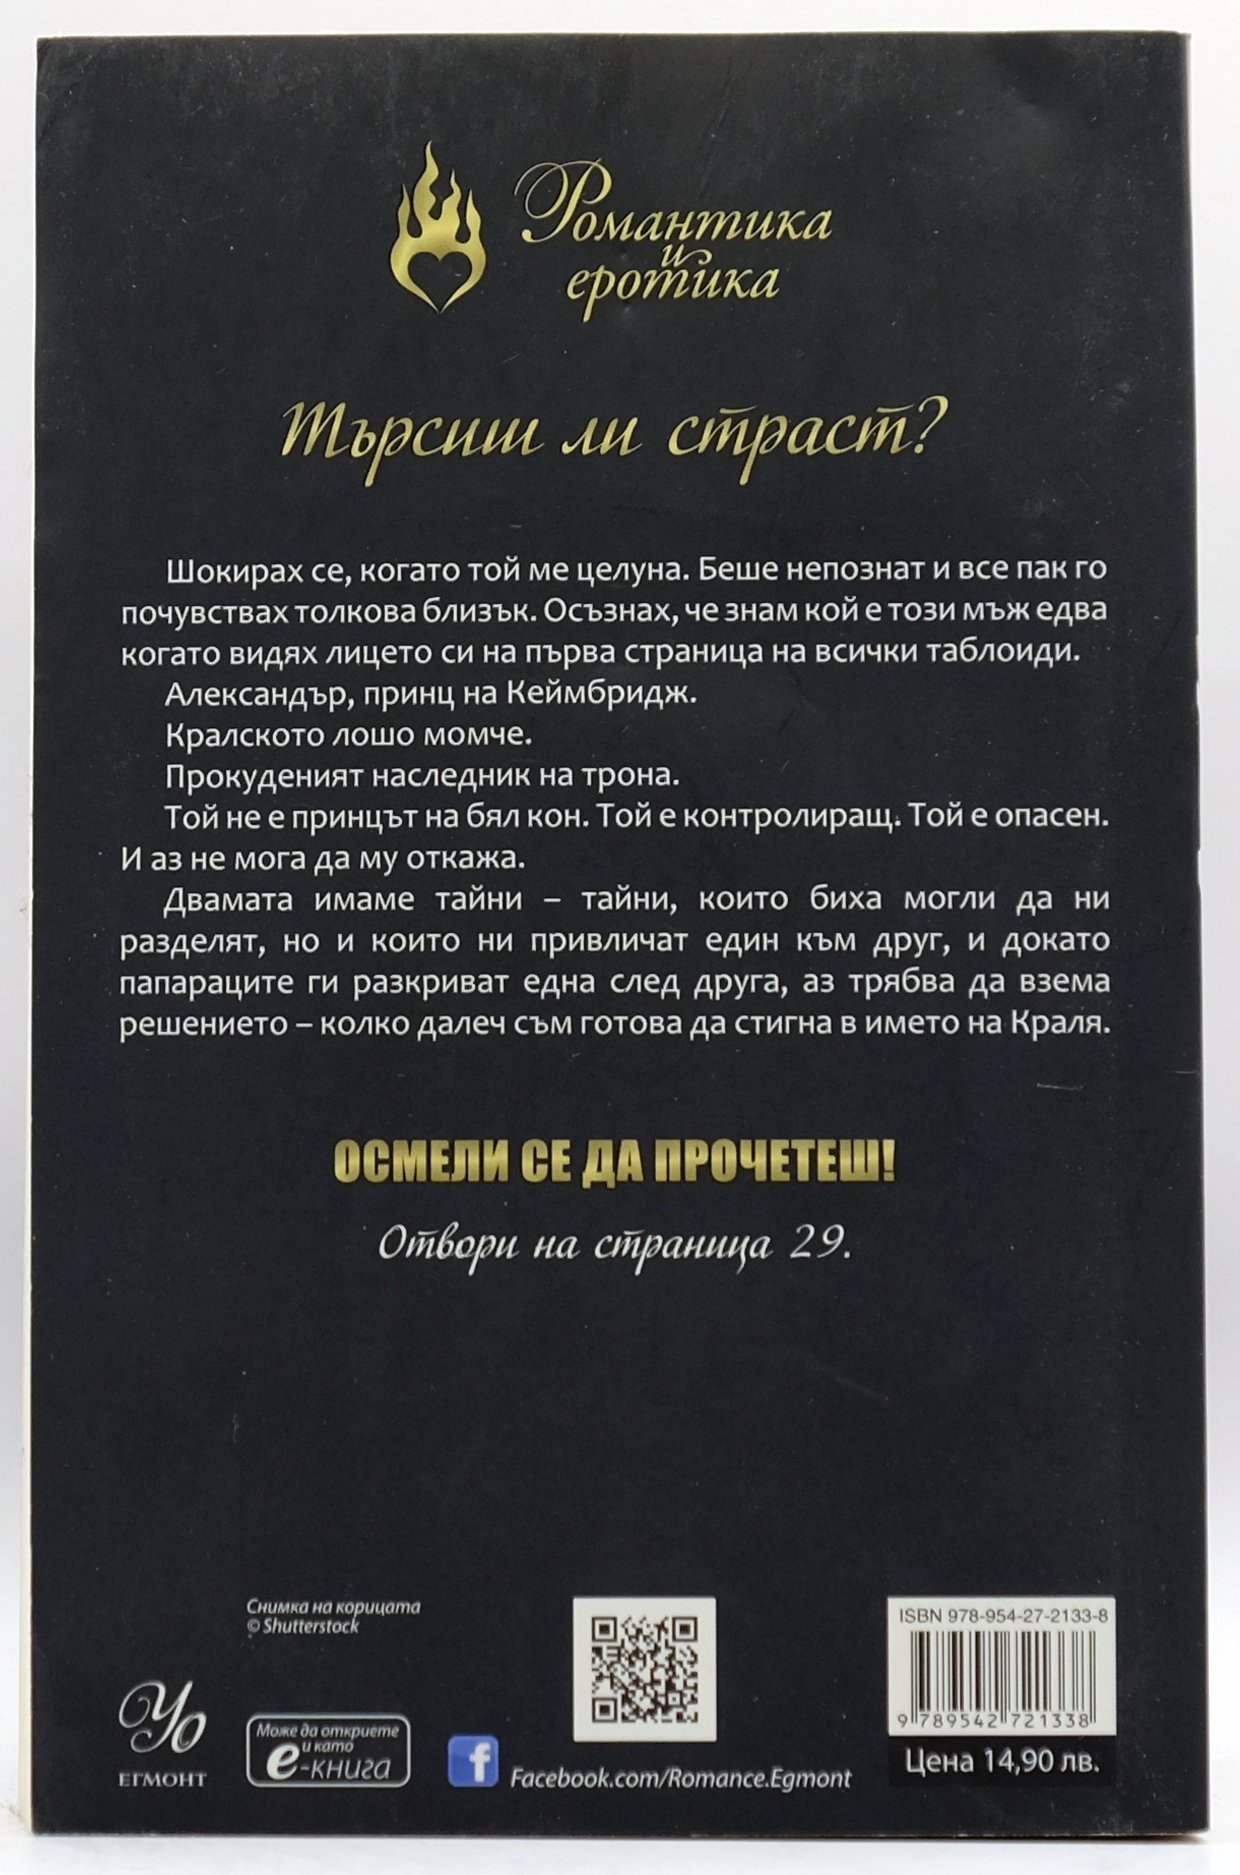 Романтика
и
еротика
Търсиш ли страст?
Шокирах се, когато той ме целуна. Беше непознат и все пак го
почувствах толкова близък. Осъзнах, че знам кой е този мъж едва
когато видях лицето си на първа страница на всички таблоиди.
Александър, принц на Кеймбридж.
Кралското лошо момче.
Прокуденият наследник на трона.
Той не е принцът на бял кон. Той е контролиращ. Той е опасен.
И аз не мога да му откажа.
Двамата имаме тайни – тайни, които биха могли да ни
разделят, но и които ни привличат един към друг, и докато
папараците ги разкриват една след друга, аз трябва да взема
решението – колко далеч съм готова да стигна в името на Краля.
ОСМЕЛИ СЕ ДА ПРОЧЕТЕШ!
Отвори на страница 29.
Снимка на корицата
© Shutterstock
ЕГМОНТ
Може да откриете
и като
е-книга
Facebook.com/Romance.Egmont
ISBN 978-954-27-2133-8
9 789542 721338
Цена 14,90 лв.